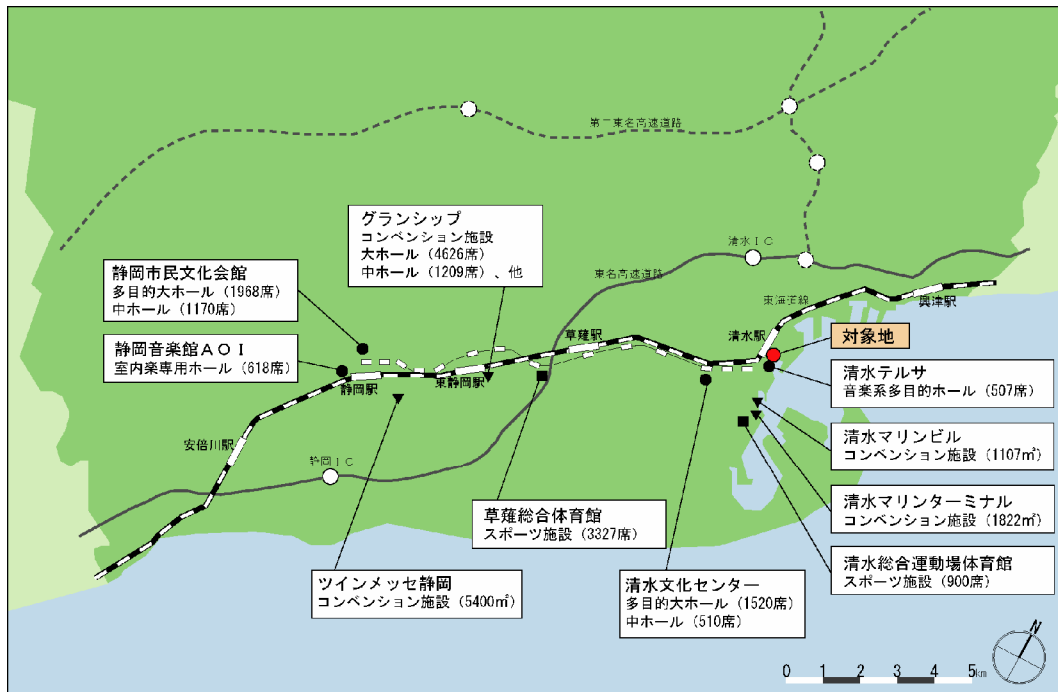 第二東名高速道路
グランシップ
コンベンション施設
大ホール（4626席）
中ホール（1209席）、他
清水ＩＣ
静岡市民文化会館
多目的大ホール（1968席）
中ホール（1170席）
東名高速道路
東海道線
興津駅
草薙駅
清水駅
対象地
静岡音楽館ＡＯＩ
室内楽専用ホール（618席）
静岡駅
東静岡駅
清水テルサ
音楽系多目的ホール（507席）
安倍川駅
静岡ＩＣ
清水マリンビル
コンベンション施設（1107㎡）
清水マリンターミナル
コンベンション施設（1822㎡）
草薙総合体育館
スポーツ施設（3327席）
清水総合運動場体育館
スポーツ施設（900席）
ツインメッセ静岡
コンベンション施設（5400㎡）
清水文化センター
多目的大ホール（1520席）
中ホール（510席）
N
0 1 2 3 4 5km